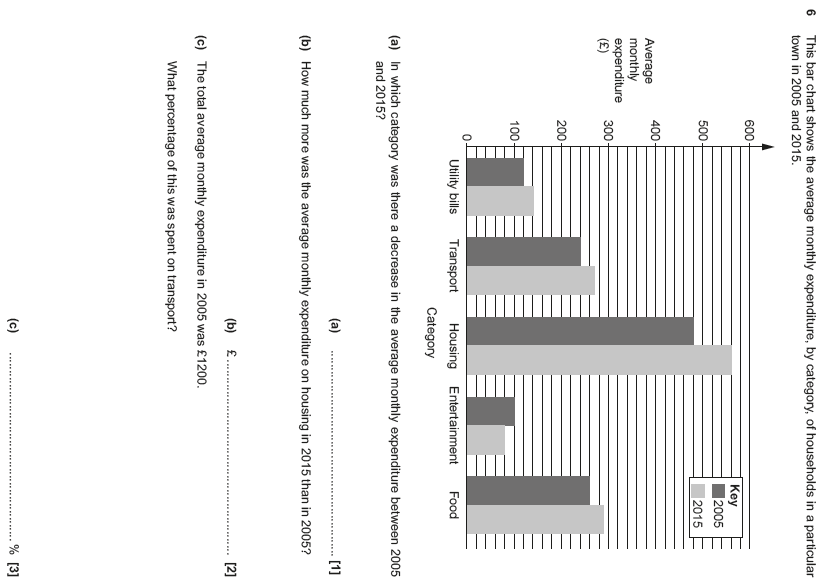 6 This bar chart shows the average monthly expenditure, by category, of households in a particular
town in 2005 and 2015.
Average
monthly
expenditure
(£)
600
500
400
300
200
100
0
Utility bills
Transport
Housing
Entertainment
Food
Category
Key
2005
2015
(a) In which category was there a decrease in the average monthly expenditure between 2005
and 2015?
(a) .......................................................... [1]
(b) How much more was the average monthly expenditure on housing in 2015 than in 2005?
(b) £ .......................................................... [2]
(c) The total average monthly expenditure in 2005 was £1200.
What percentage of this was spent on transport?
(c) .......................................................... % [3]